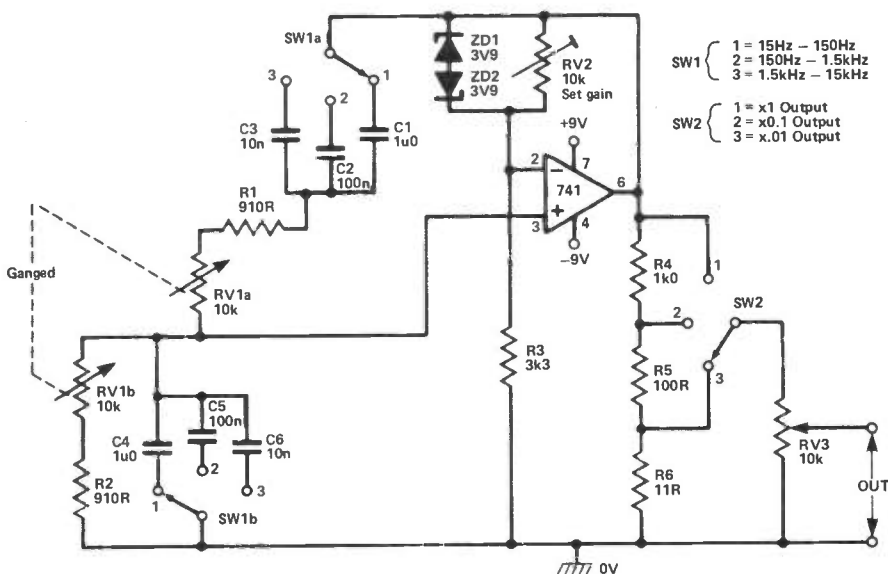 SW1a
3
1
2
C3
10n
C2
100n
C1
1u0
R1
910R
Ganged
RV1a
10k
RV1b
10k
R2
910R
C4
1u0
C5
100n
C6
10n
1
2
3
SW1b
ZD1
3V9
ZD2
3V9
RV2
10k
Set gain
+9V
2
7
–
741
6
+
3
4
–9V
R3
3k3
R4
1k0
1
2
SW2
3
R5
100R
R6
11R
RV3
10k
OUT
0V
SW1
1 = 15Hz – 150Hz
2 = 150Hz – 1.5kHz
3 = 1.5kHz – 15kHz
SW2
1 = x1 Output
2 = x0.1 Output
3 = x.01 Output